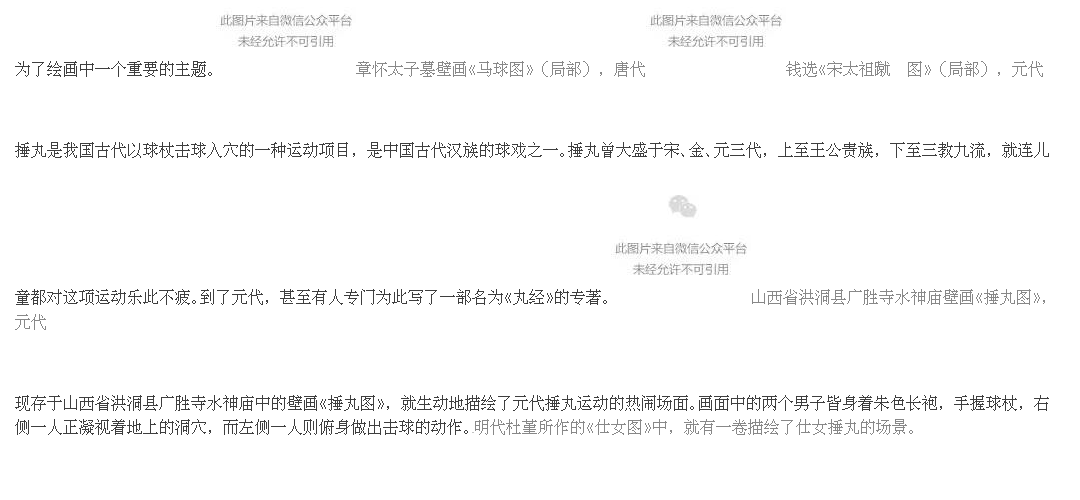 此图片来自微信公众平台
未经允许不可引用
此图片来自微信公众平台
未经允许不可引用
为了绘画中一个重要的主题。 章怀太子墓壁画《马球图》（局部），唐代 钱选《宋太祖蹴　图》（局部），元代
捶丸是我国古代以球杖击球入穴的一种运动项目，是中国古代汉族的球戏之一。捶丸曾大盛于宋、金、元三代，上至王公贵族，下至三教九流，就连儿
此图片来自微信公众平台
未经允许不可引用
童都对这项运动乐此不疲。到了元代，甚至有人专门为此写了一部名为《丸经》的专著。 山西省洪洞县广胜寺水神庙壁画《捶丸图》，
元代
现存于山西省洪洞县广胜寺水神庙中的壁画《捶丸图》，就生动地描绘了元代捶丸运动的热闹场面。画面中的两个男子皆身着朱色长袍，手握球杖，右
侧一人正凝视着地上的洞穴，而左侧一人则俯身做出击球的动作。明代杜堇所作的《仕女图》中，就有一卷描绘了仕女捶丸的场景。